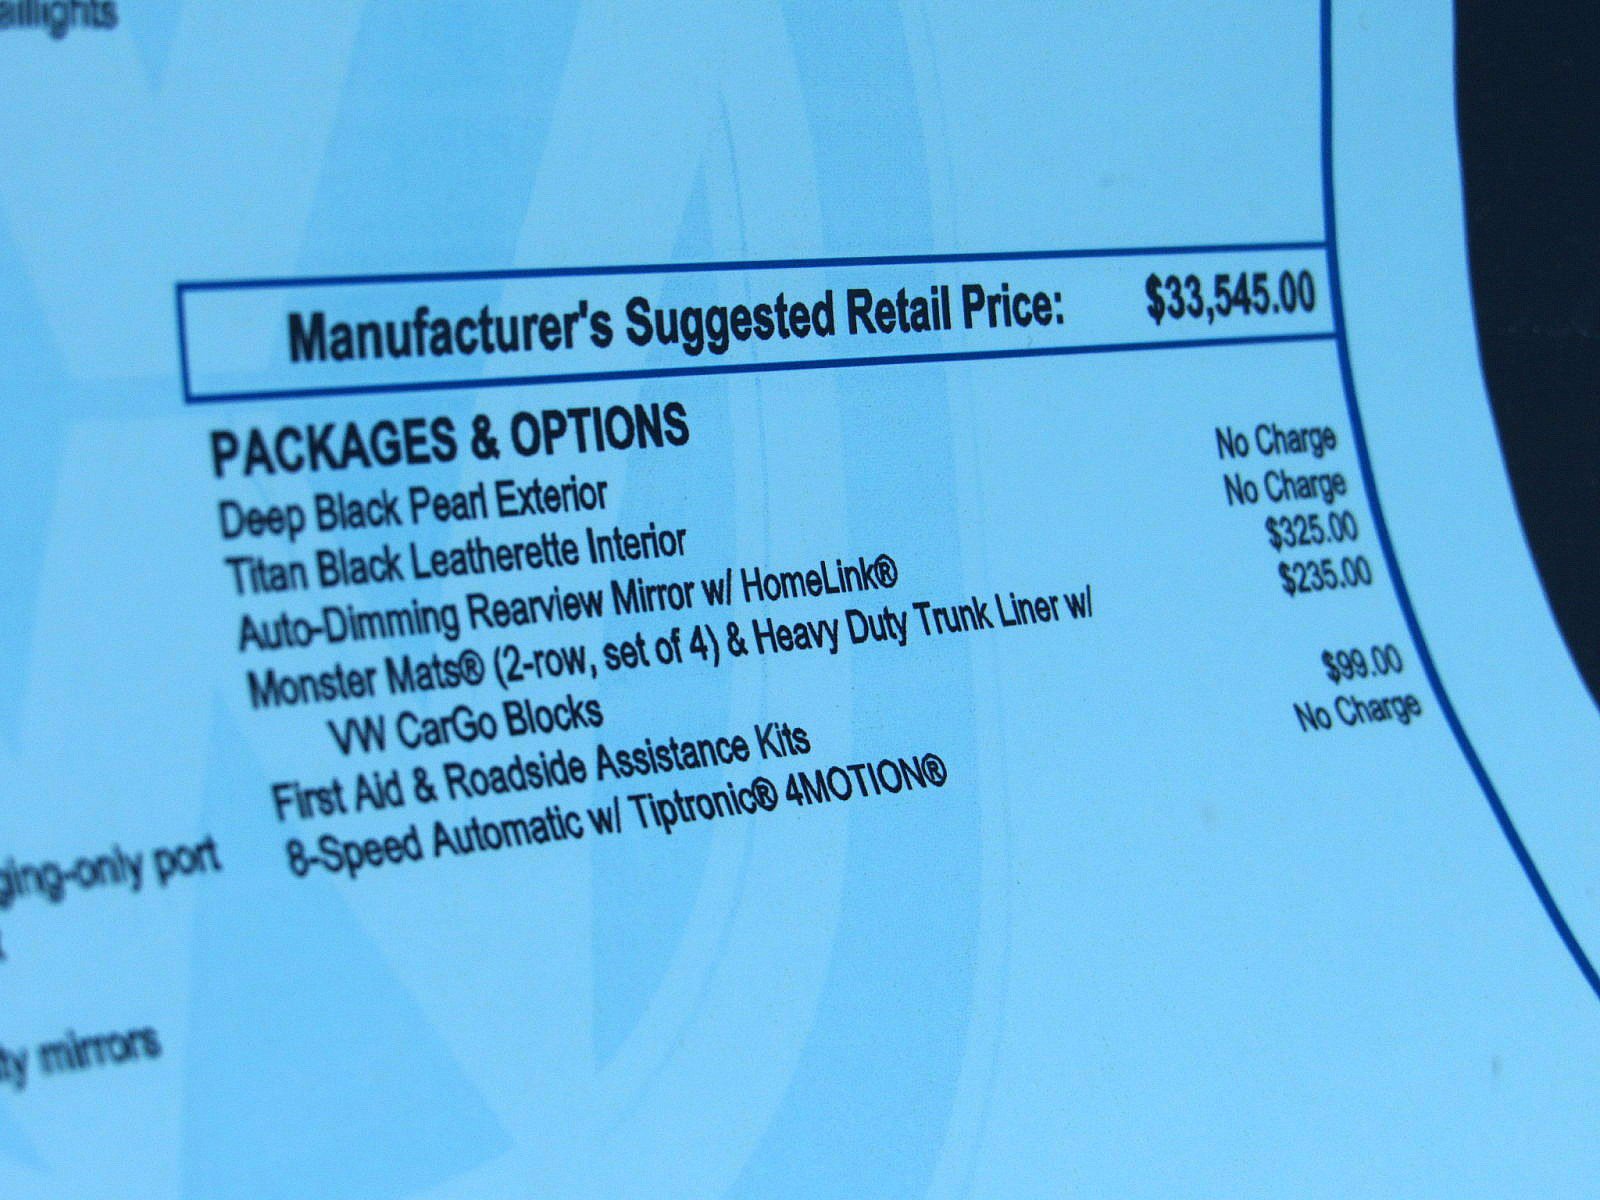 aillights
Manufacturer's Suggested Retail Price: $33,545.00
PACKAGES & OPTIONS
Deep Black Pearl Exterior No Charge
Titan Black Leatherette Interior No Charge
Auto-Dimming Rearview Mirror w/ HomeLink® $325.00
Monster Mats® (2-row, set of 4) & Heavy Duty Trunk Liner w/ $235.00
VW CarGo Blocks
First Aid & Roadside Assistance Kits $99.00
8-Speed Automatic w/ Tiptronic® 4MOTION® No Charge
ging-only port
ty mirrors